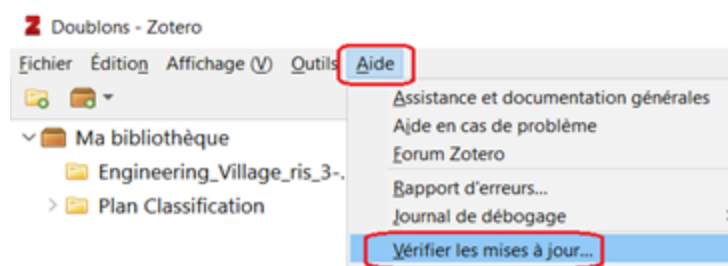 Z Doublons - Zotero
Fichier Édition Affichage (V) Outils Aide
Assistance et documentation générales
Ma bibliothèque
Aide en cas de problème
Engineering_Village_ris_3-.
Forum Zotero
Plan Classification
Rapport d'erreurs...
Journal de débogage
Vérifier les mises à jour...